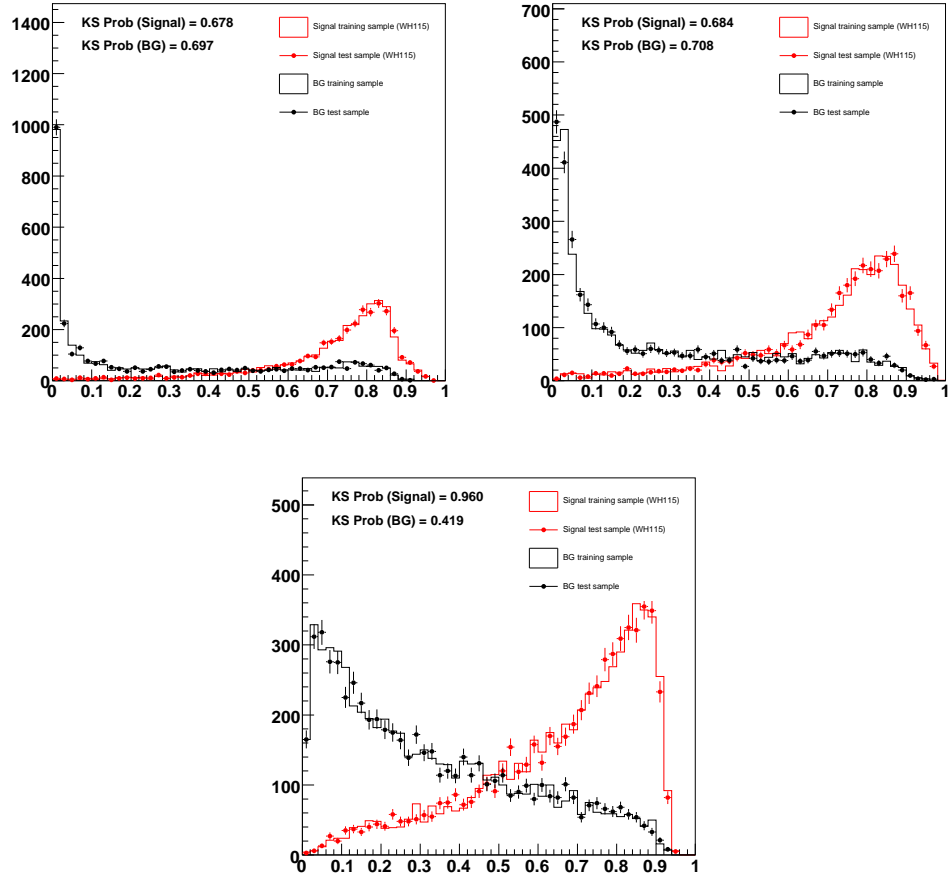 KS Prob (Signal) = 0.678
KS Prob (BG) = 0.697
Signal training sample (WH115)
Signal test sample (WH115)
BG training sample
BG test sample
1400
1200
1000
800
600
400
200
0
0 0.1 0.2 0.3 0.4 0.5 0.6 0.7 0.8 0.9 1
KS Prob (Signal) = 0.684
KS Prob (BG) = 0.708
Signal training sample (WH115)
Signal test sample (WH115)
BG training sample
BG test sample
700
600
500
400
300
200
100
0
0 0.1 0.2 0.3 0.4 0.5 0.6 0.7 0.8 0.9 1
KS Prob (Signal) = 0.960
KS Prob (BG) = 0.419
Signal training sample (WH115)
Signal test sample (WH115)
BG training sample
BG test sample
500
400
300
200
100
0
0 0.1 0.2 0.3 0.4 0.5 0.6 0.7 0.8 0.9 1